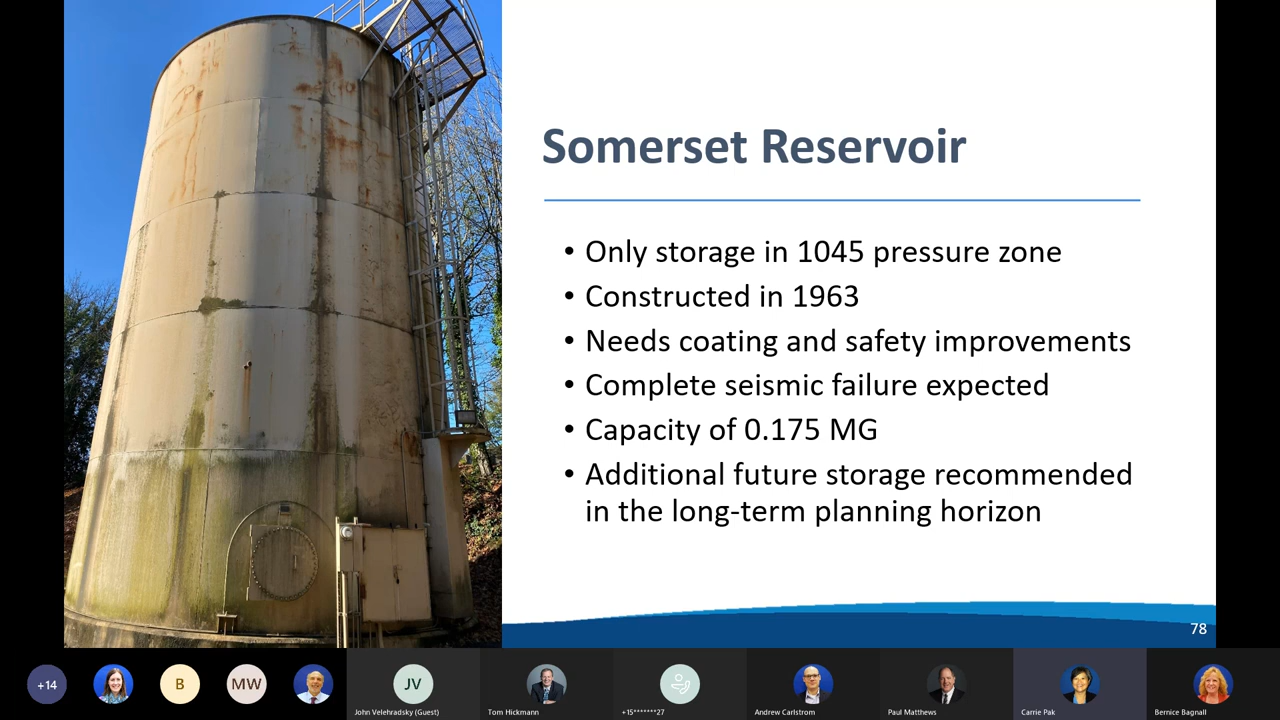 Somerset Reservoir
• Only storage in 1045 pressure zone
• Constructed in 1963
• Needs coating and safety improvements
• Complete seismic failure expected
• Capacity of 0.175 MG
• Additional future storage recommended
in the long-term planning horizon
78
+14
B
MW
JV
John Velehradsky (Guest)
Tom Hickmann
+15*******27
Andrew Carlstrom
Paul Matthews
Carrie Pak
Bernice Bagnall